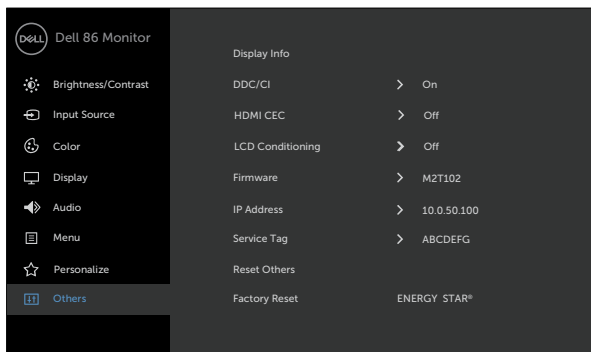 DELL Dell 86 Monitor
Display Info
Brightness/Contrast DDC/CI On
Input Source HDMI CEC Off
Color LCD Conditioning Off
Display Firmware M2T102
Audio IP Address 10.0.50.100
Menu Service Tag ABCDEFG
Personalize Reset Others
Others Factory Reset ENERGY STAR®